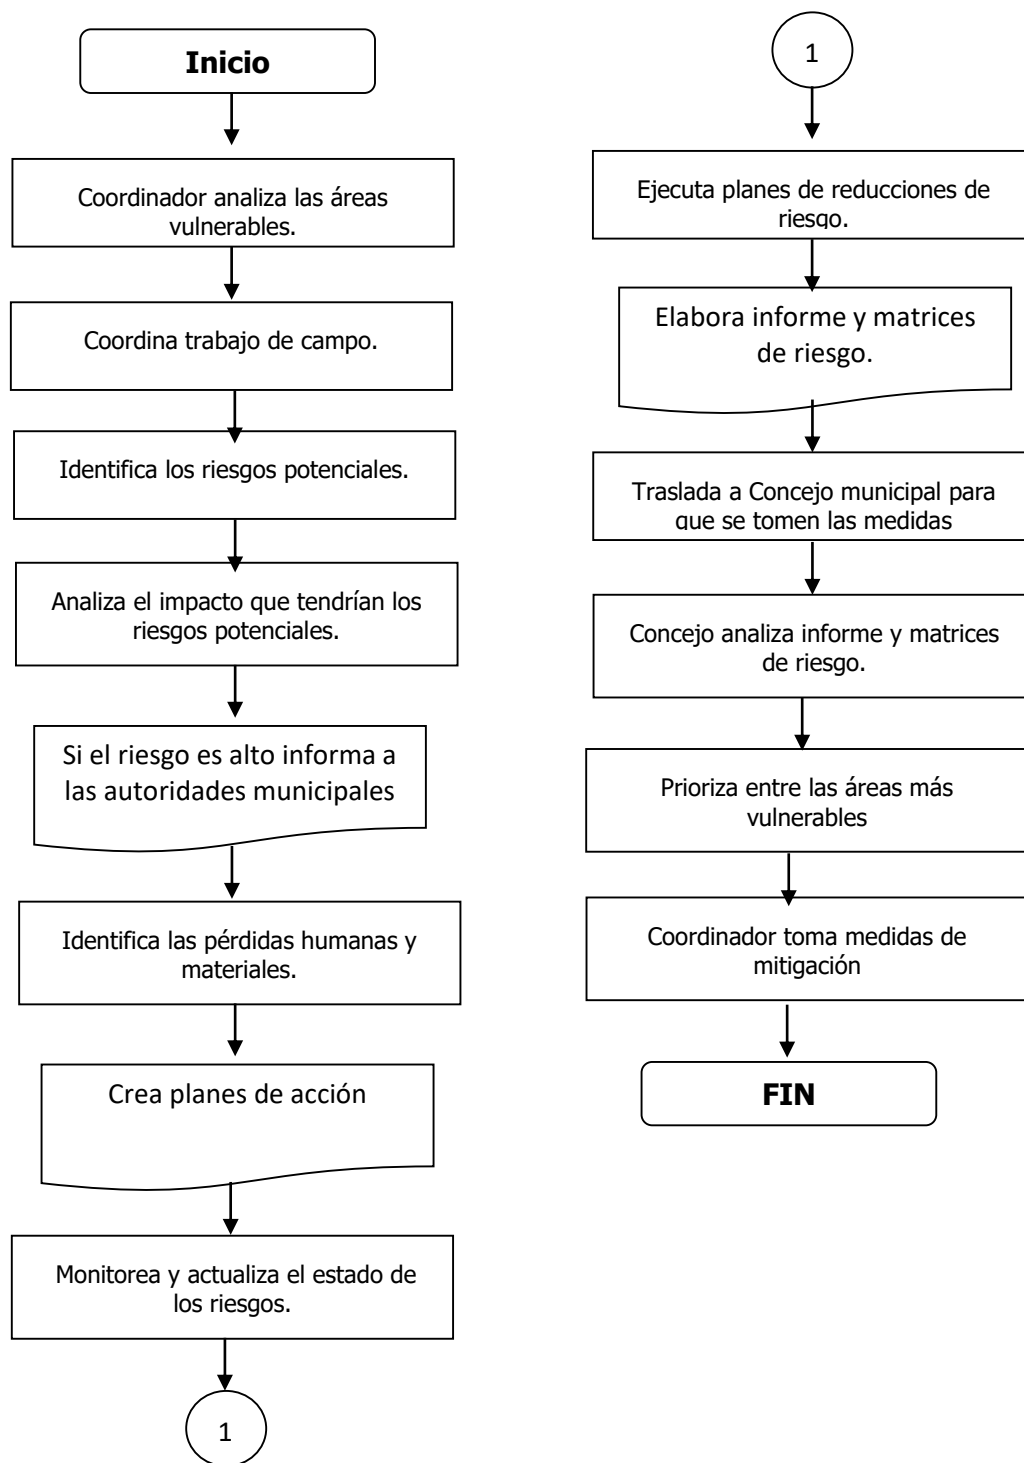 Inicio
Coordinador analiza las áreas
vulnerables.
Coordina trabajo de campo.
Identifica los riesgos potenciales.
Analiza el impacto que tendrían los
riesgos potenciales.
Si el riesgo es alto informa a
las autoridades municipales
Identifica las pérdidas humanas y
materiales.
Crea planes de acción
Monitorea y actualiza el estado de
los riesgos.
1
1
Ejecuta planes de reducciones de
riesgo.
Elabora informe y matrices
de riesgo.
Traslada a Concejo municipal para
que se tomen las medidas
Concejo analiza informe y matrices
de riesgo.
Prioriza entre las áreas más
vulnerables
Coordinador toma medidas de
mitigación
FIN